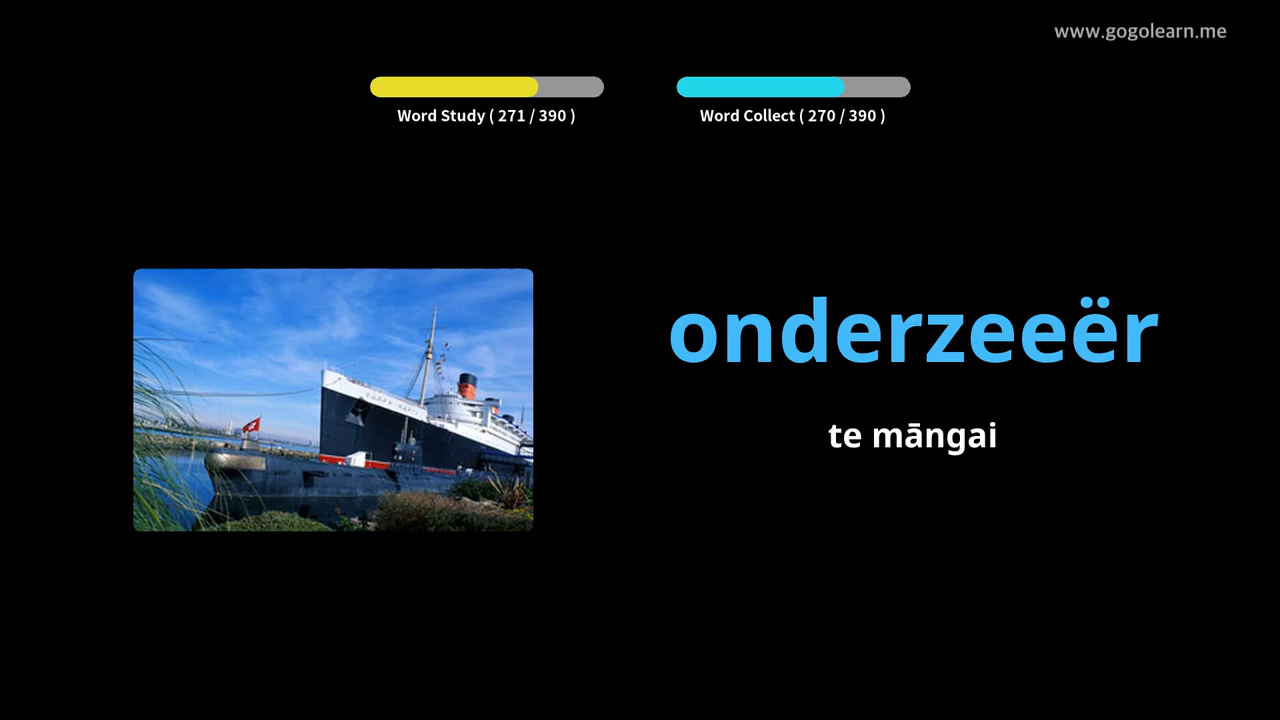 www.gogolearn.me
Word Study ( 271 / 390 )
Word Collect ( 270 / 390 )
onderzeeër
te māngai